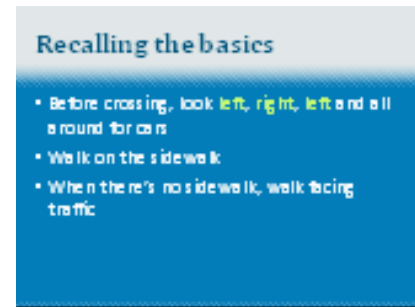 Recalling the basics
• Before crossing, look left, right, left and all
around for cars
• Walk on the sidewalk
• When there's no sidewalk, walk facing
traffic